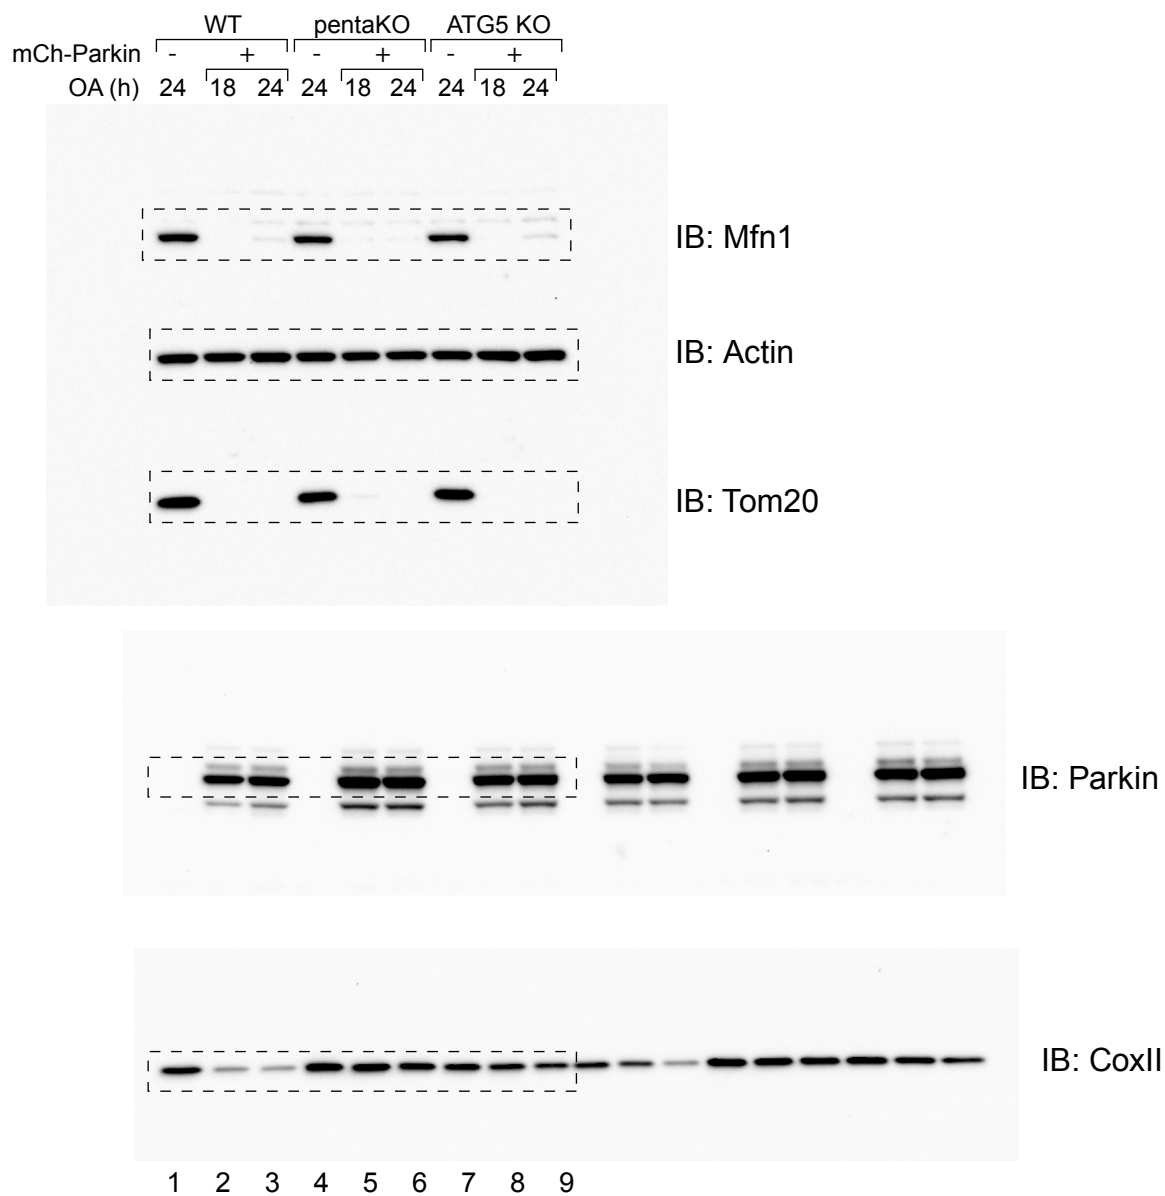 WT pentaKO ATG5 KO
mCh-Parkin - + - + - +
OA (h) 24 18 24 24 18 24 24 18 24
IB: Mfn1
IB: Actin
IB: Tom20
IB: Parkin
IB: CoxII
1 2 3 4 5 6 7 8 9